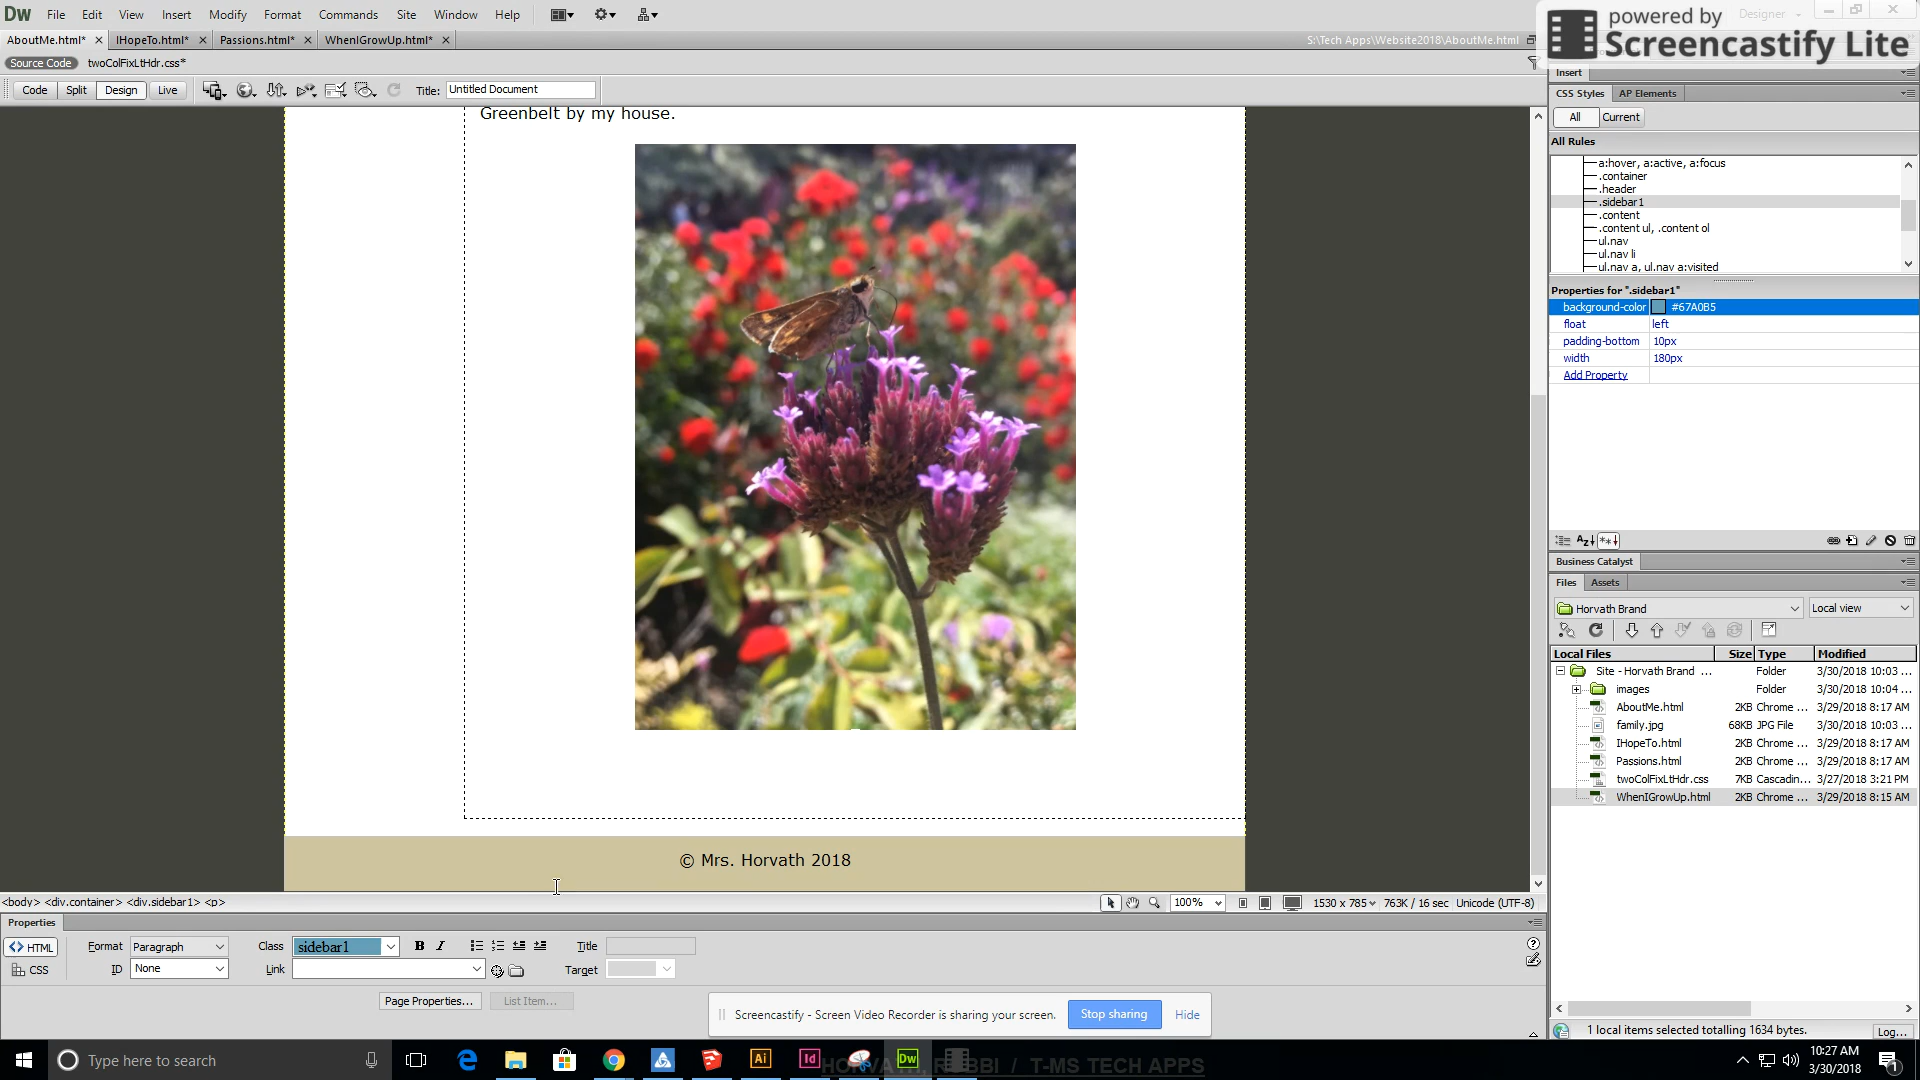 Dw File Edit View Insert Modify Format Commands Site Window Help
Designer
powered by
Screencastify Lite
AboutMe.html* × IHopeTo.html* × Passions.html* × WhenIGrowUp.html* × S:\Tech Apps\Website2018\AboutMe.html
Source Code twoColFixLtHdr.css*
Code Split Design Live Title: Untitled Document
Greenbelt by my house.
© Mrs. Horvath 2018
<body> <div.container> <div.sidebar1> <p> 100% 1530 x 785 763K / 16 sec Unicode (UTF-8)
Properties
<> HTML Format Paragraph Class sidebar1 B I Title
CSS ID None Link Target
Page Properties... List Item...
Screencastify - Screen Video Recorder is sharing your screen. Stop sharing Hide
Insert
CSS Styles AP Elements
All Current
All Rules
a:hover, a:active, a:focus
.container
.header
.sidebar1
.content
.content ul, .content ol
ul.nav
ul.nav li
ul.nav a, ul.nav a:visited
Properties for ".sidebar1"
background-color #67A0B5
float left
padding-bottom 10px
width 180px
Add Property
Business Catalyst
Files Assets
Horvath Brand Local view
Local Files Size Type Modified
Site - Horvath Brand ... Folder 3/30/2018 10:03 ...
images Folder 3/30/2018 10:04 ...
AboutMe.html 2KB Chrome ... 3/29/2018 8:17 AM
family.jpg 68KB JPG File 3/30/2018 10:03 ...
IHopeTo.html 2KB Chrome ... 3/29/2018 8:17 AM
Passions.html 2KB Chrome ... 3/29/2018 8:17 AM
twoColFixLtHdr.css 7KB Cascadin... 3/27/2018 3:21 PM
WhenIGrowUp.html 2KB Chrome ... 3/29/2018 8:15 AM
1 local items selected totalling 1634 bytes. Log...
Type here to search
Ai Id Dw
T-MS TECH APPS
10:27 AM
3/30/2018
1